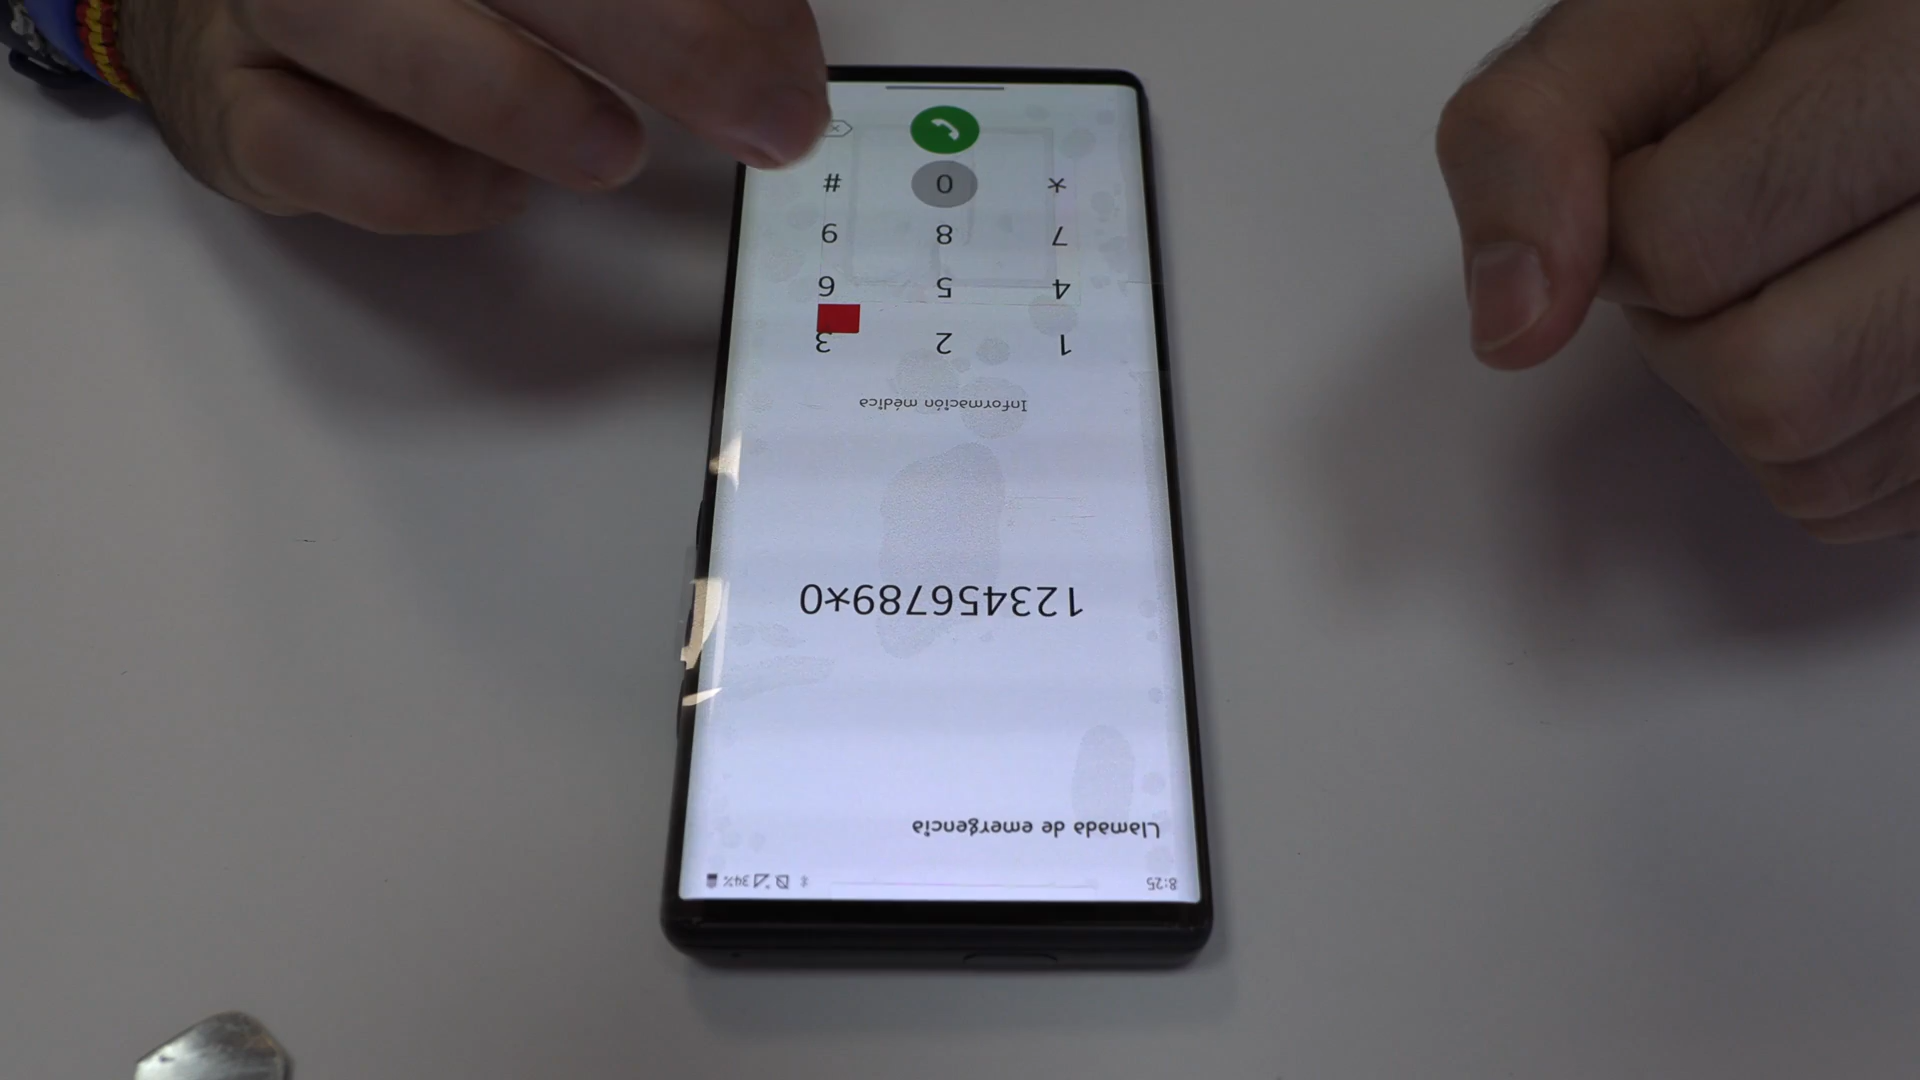 8:25
34%
Llamada de emergencia
123456789*0
Información médica
1 2 3
4 5 6
7 8 9
* 0 #